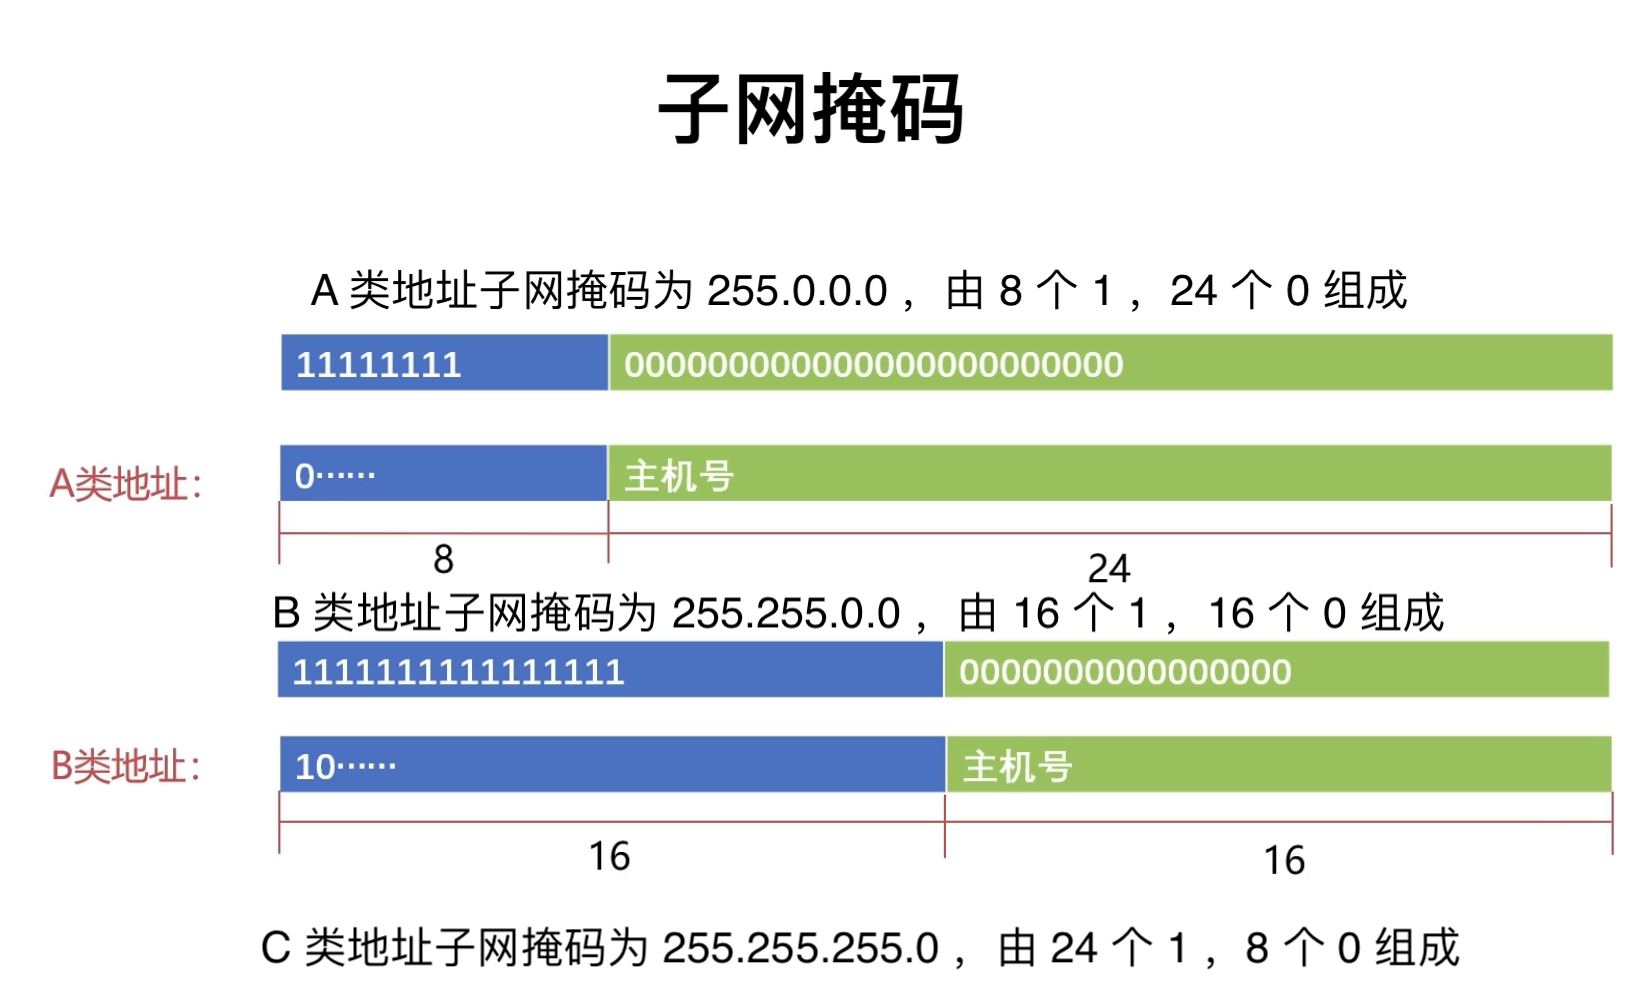 子网掩码
A 类地址子网掩码为 255.0.0.0 ，由 8 个 1 ，24 个 0 组成
11111111 000000000000000000000000
A类地址: 0······ 主机号
8 24
B 类地址子网掩码为 255.255.0.0 ，由 16 个 1 ，16 个 0 组成
1111111111111111 0000000000000000
B类地址: 10······ 主机号
16 16
C 类地址子网掩码为 255.255.255.0 ，由 24 个 1 ，8 个 0 组成